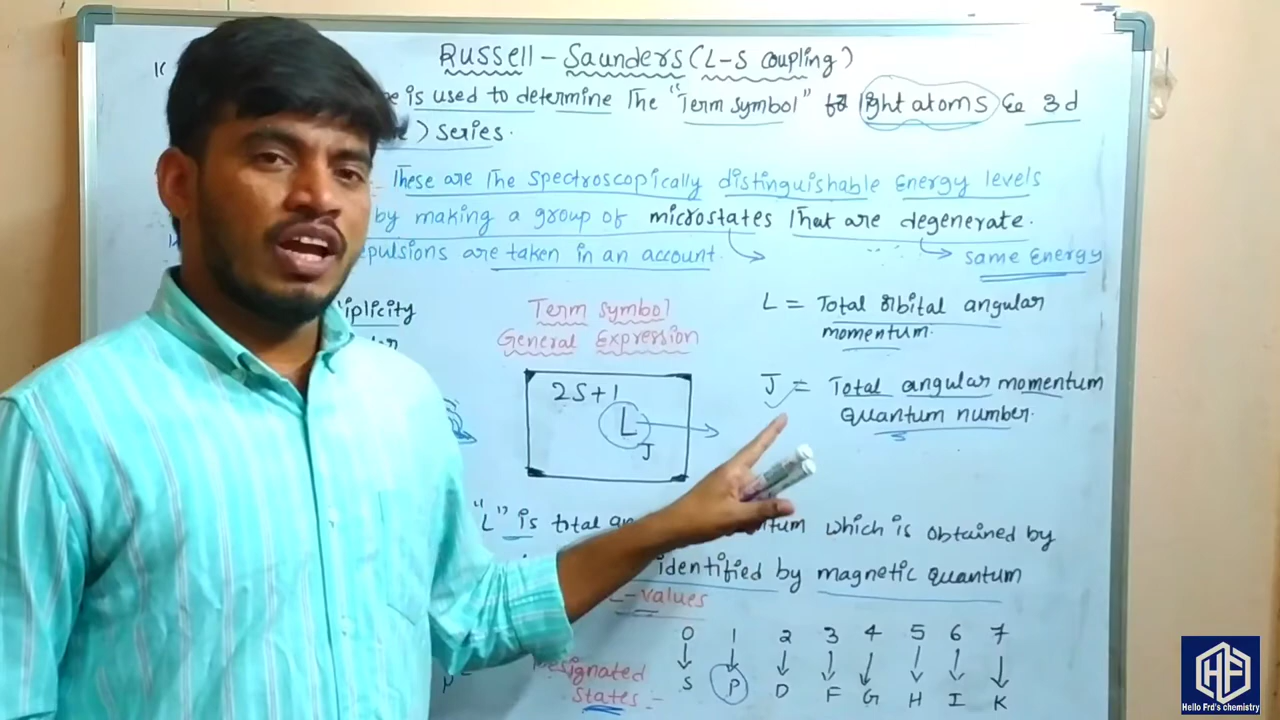 Russell - Saunders (L-S coupling)
is used to determine The "Term symbol" for light atoms i.e 3d
) series.
These are The spectroscopically distinguishable Energy levels
by making a group of microstates That are degenerate.
epulsions are taken in an account. same Energy
iplicity
Term symbol
General Expression
2S+1
L
J
L = Total orbital angular
momentum.
J = Total angular momentum
Quantum number.
"L" is total an ntum which is obtained by
identified by magnetic quantum
L-values
0 1 2 3 4 5 6 7
Designated
States :-
S P D F G H I K
HF
Hello Frd's chemistry